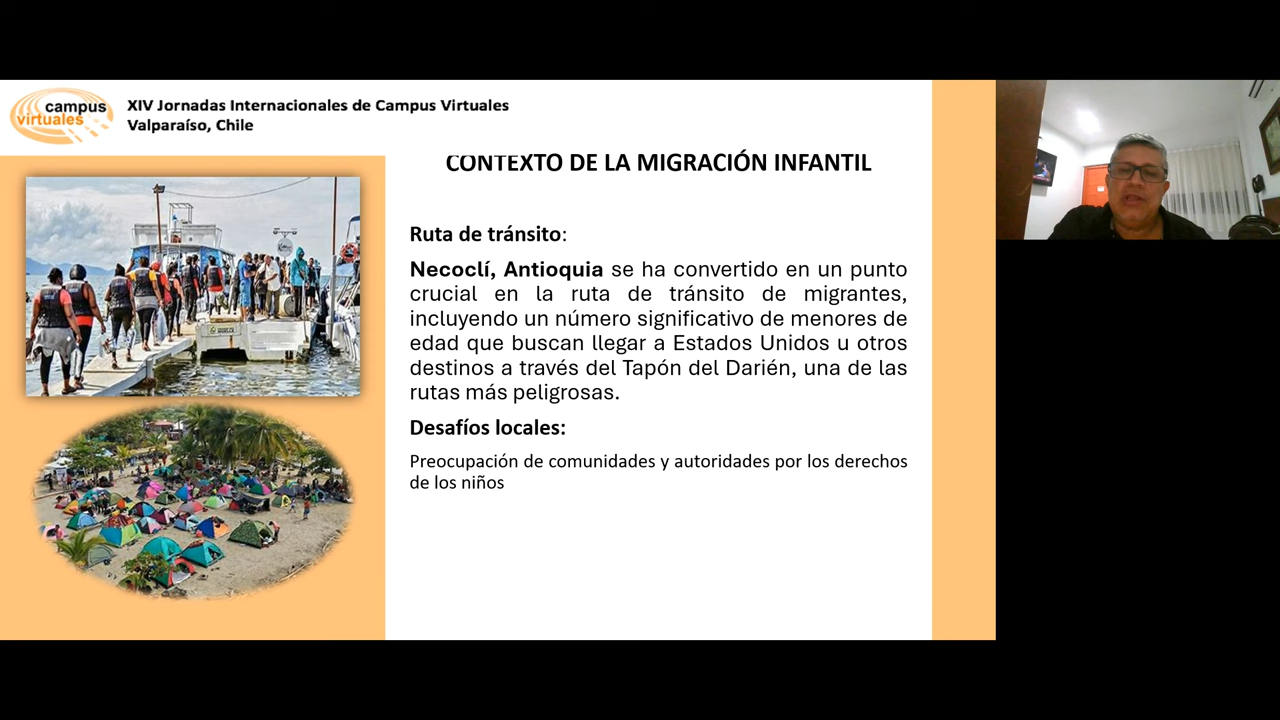 campus
virtuales
XIV Jornadas Internacionales de Campus Virtuales
Valparaíso, Chile
CONTEXTO DE LA MIGRACIÓN INFANTIL
Ruta de tránsito:
Necoclí, Antioquia se ha convertido en un punto
crucial en la ruta de tránsito de migrantes,
incluyendo un número significativo de menores de
edad que buscan llegar a Estados Unidos u otros
destinos a través del Tapón del Darién, una de las
rutas más peligrosas.
Desafíos locales:
Preocupación de comunidades y autoridades por los derechos
de los niños